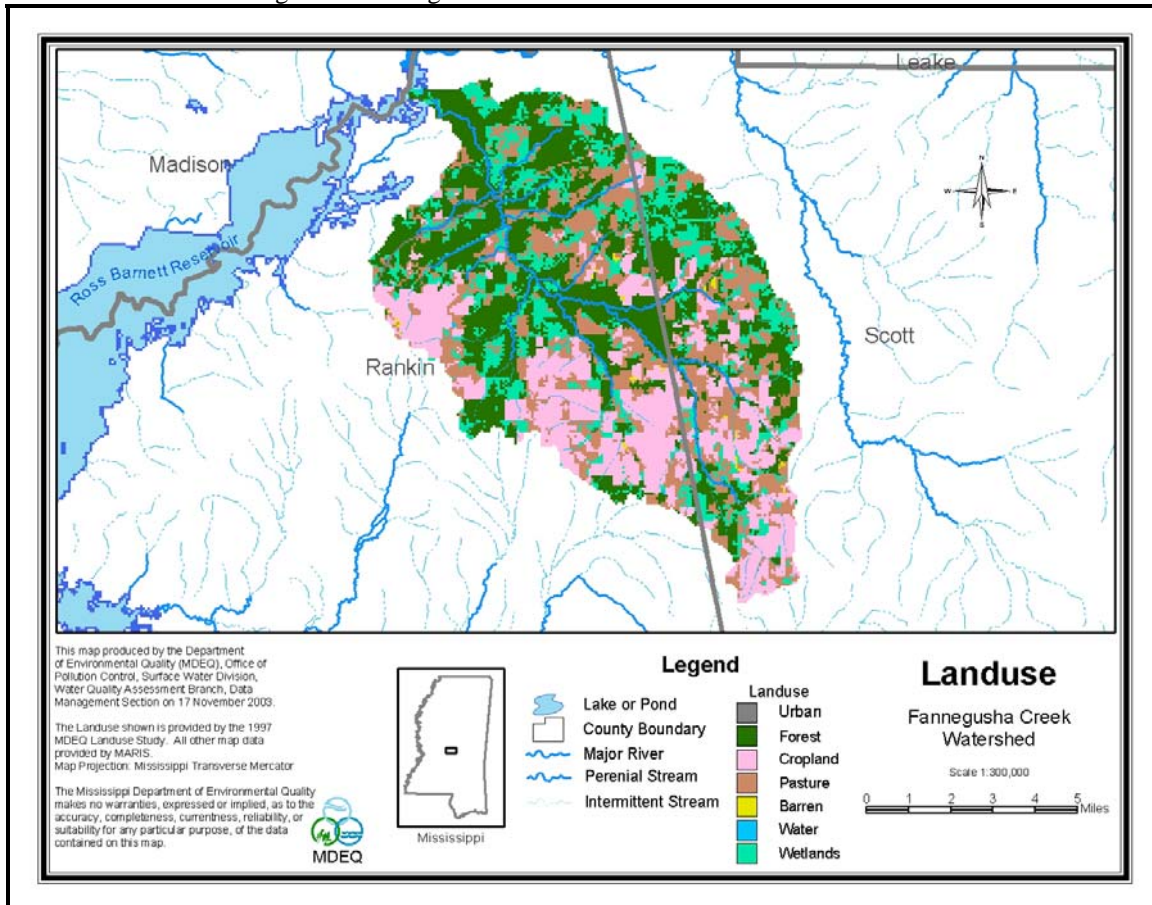 Leake
Madison
Ross Barnett Reservoir
Scott
Rankin
N
W
E
S
This map produced by the Department
of Environmental Quality (MDEQ), Office of
Pollution Control, Surface Water Division,
Water Quality Assessment Branch, Data
Management Section on 17 November 2003.
The Landuse shown is provided by the 1997
MDEQ Landuse Study. All other map data
provided by MARIS.
Map Projection: Mississippi Transverse Mercator
The Mississippi Department of Environmental Quality
makes no warranties, expressed or implied, as to the
accuracy, completeness, currentness, reliability, or
suitability for any particular purpose, of the data
contained on this map.
MDEQ
Mississippi
Legend
Lake or Pond
County Boundary
Major River
Perenial Stream
Intermittent Stream
Landuse
Urban
Forest
Cropland
Pasture
Barren
Water
Wetlands
Landuse
Fannegusha Creek
Watershed
Scale 1:300,000
0 1 2 3 4 5
Miles